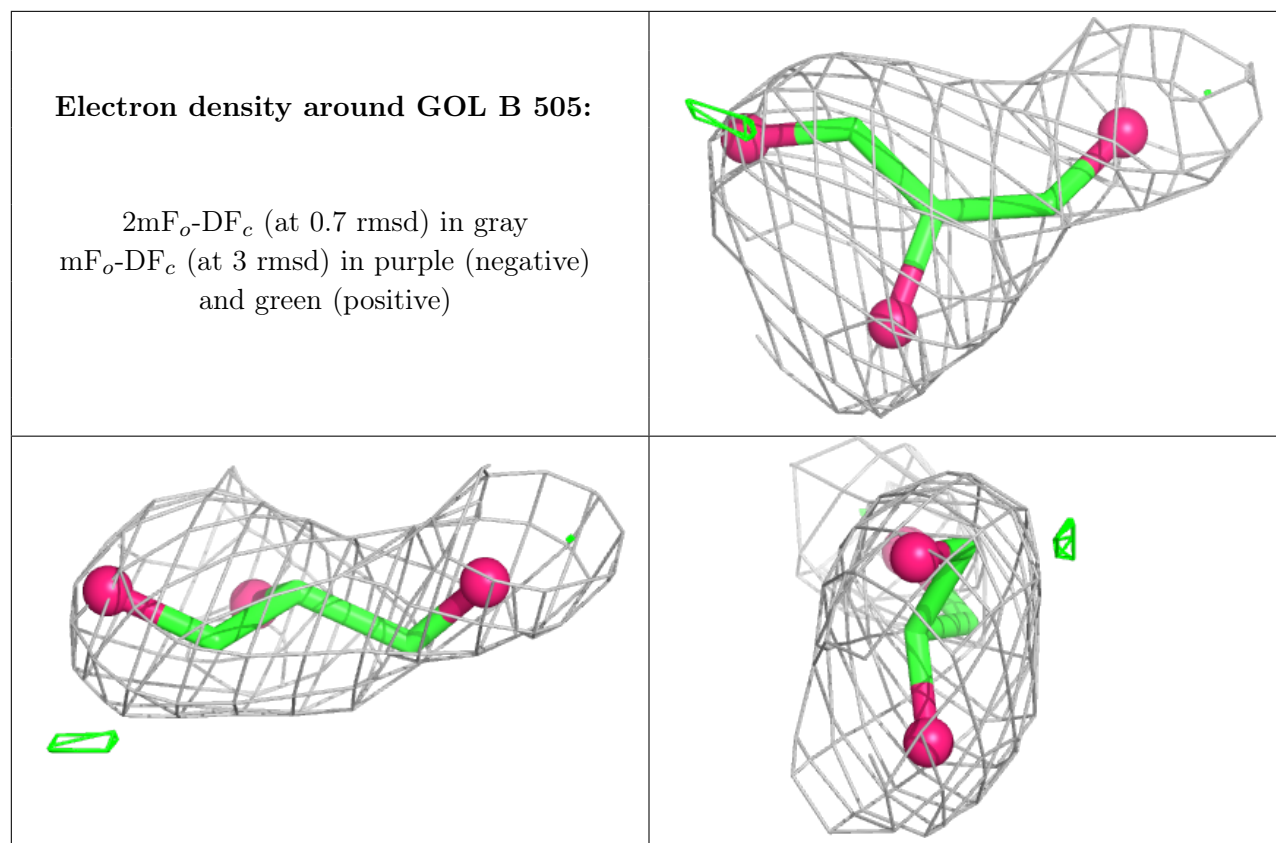 Electron density around GOL B 505:
2mFₒ-DF𝒸 (at 0.7 rmsd) in gray
mFₒ-DF𝒸 (at 3 rmsd) in purple (negative)
and green (positive)